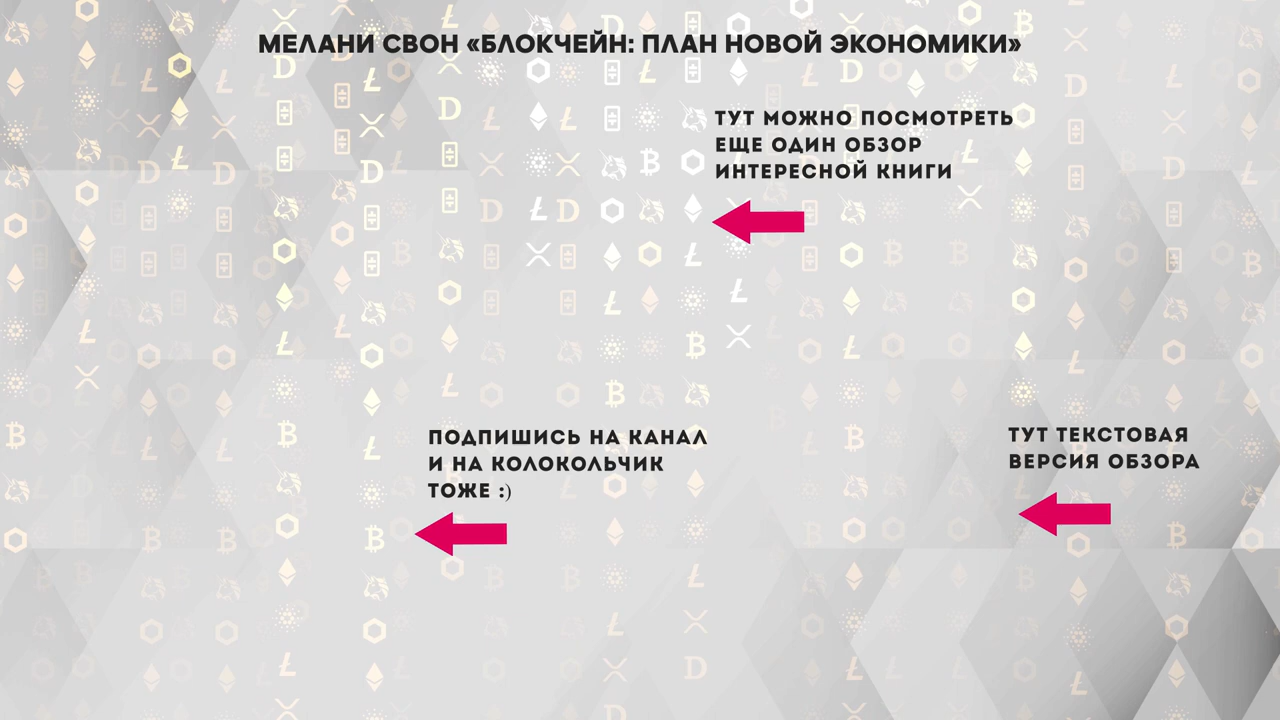 МЕЛАНИ СВОН «БЛОКЧЕЙН: ПЛАН НОВОЙ ЭКОНОМИКИ»
ТУТ МОЖНО ПОСМОТРЕТЬ
ЕЩЕ ОДИН ОБЗОР
ИНТЕРЕСНОЙ КНИГИ
ПОДПИШИСЬ НА КАНАЛ
И НА КОЛОКОЛЬЧИК
ТОЖЕ :)
ТУТ ТЕКСТОВАЯ
ВЕРСИЯ ОБЗОРА